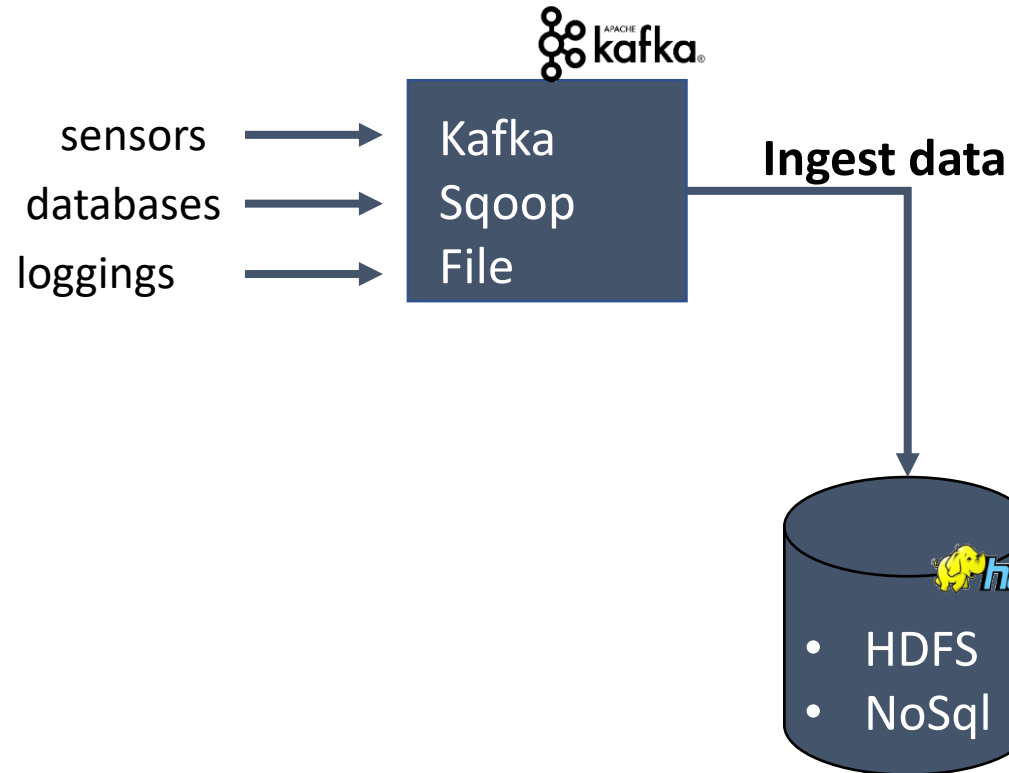 APACHE
kafka®
sensors
databases
loggings
Kafka
Sqoop
File
Ingest data
h
• HDFS
• NoSql